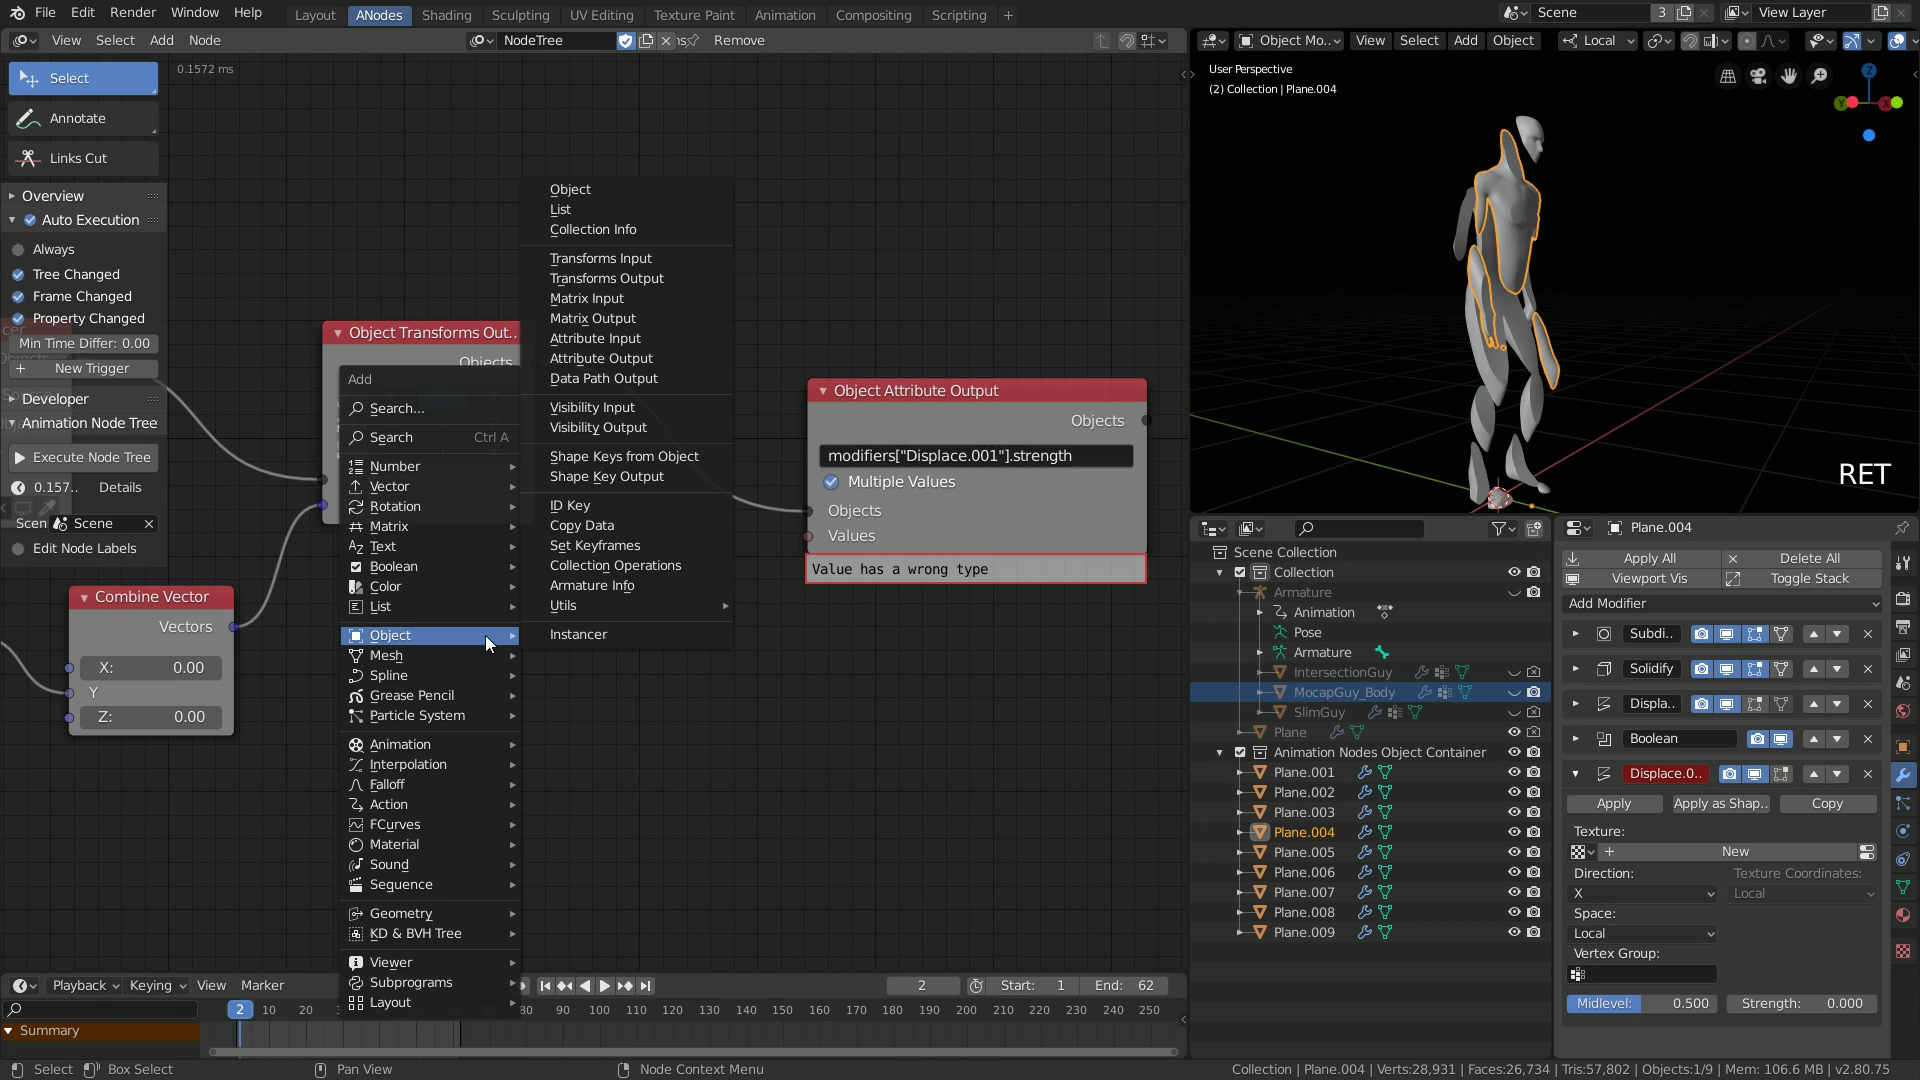 File Edit Render Window Help
Layout ANodes Shading Sculpting UV Editing Texture Paint Animation Compositing Scripting +
Scene 3 View Layer
View Select Add Node
NodeTree
Remove
Object Mo.. View Select Add Object
Local
0.1572 ms
Select
Annotate
Links Cut
Overview
Auto Execution
Always
Tree Changed
Frame Changed
Property Changed
Min Time Differ: 0.00
New Trigger
Developer
Animation Node Tree
Execute Node Tree
0.157.. Details
Scen Scene
Edit Node Labels
Object Transforms Out..
Objects
Combine Vector
Vectors
X: 0.00
Y
Z: 0.00
Add
Search...
Search Ctrl A
Number
Vector
Rotation
Matrix
Text
Boolean
Color
List
Object
Mesh
Spline
Grease Pencil
Particle System
Animation
Interpolation
Falloff
Action
FCurves
Material
Sound
Sequence
Geometry
KD & BVH Tree
Viewer
Subprograms
Layout
Object
List
Collection Info
Transforms Input
Transforms Output
Matrix Input
Matrix Output
Attribute Input
Attribute Output
Data Path Output
Visibility Input
Visibility Output
Shape Keys from Object
Shape Key Output
ID Key
Copy Data
Set Keyframes
Collection Operations
Armature Info
Utils
Instancer
Object Attribute Output
Objects
modifiers["Displace.001"].strength
Multiple Values
Objects
Values
Value has a wrong type
User Perspective
(2) Collection | Plane.004
Z
Y X
RET
Scene Collection
Collection
Armature
Animation
Pose
Armature
IntersectionGuy
MocapGuy_Body
SlimGuy
Plane
Animation Nodes Object Container
Plane.001
Plane.002
Plane.003
Plane.004
Plane.005
Plane.006
Plane.007
Plane.008
Plane.009
Plane.004
Apply All Delete All
Viewport Vis Toggle Stack
Add Modifier
Subdi..
Solidify
Displa..
Boolean
Displace.0..
Apply Apply as Shap.. Copy
Texture:
New
Direction: Texture Coordinates:
X Local
Space:
Local
Vertex Group:
Midlevel: 0.500 Strength: 0.000
Playback Keying View Marker
2 Start: 1 End: 62
2 10 20 80 90 100 110 120 130 140 150 160 170 180 190 200 210 220 230 240 250
Summary
Select Box Select Pan View Node Context Menu
Collection | Plane.004 | Verts:28,931 | Faces:26,734 | Tris:57,802 | Objects:1/9 | Mem: 106.6 MB | v2.80.75